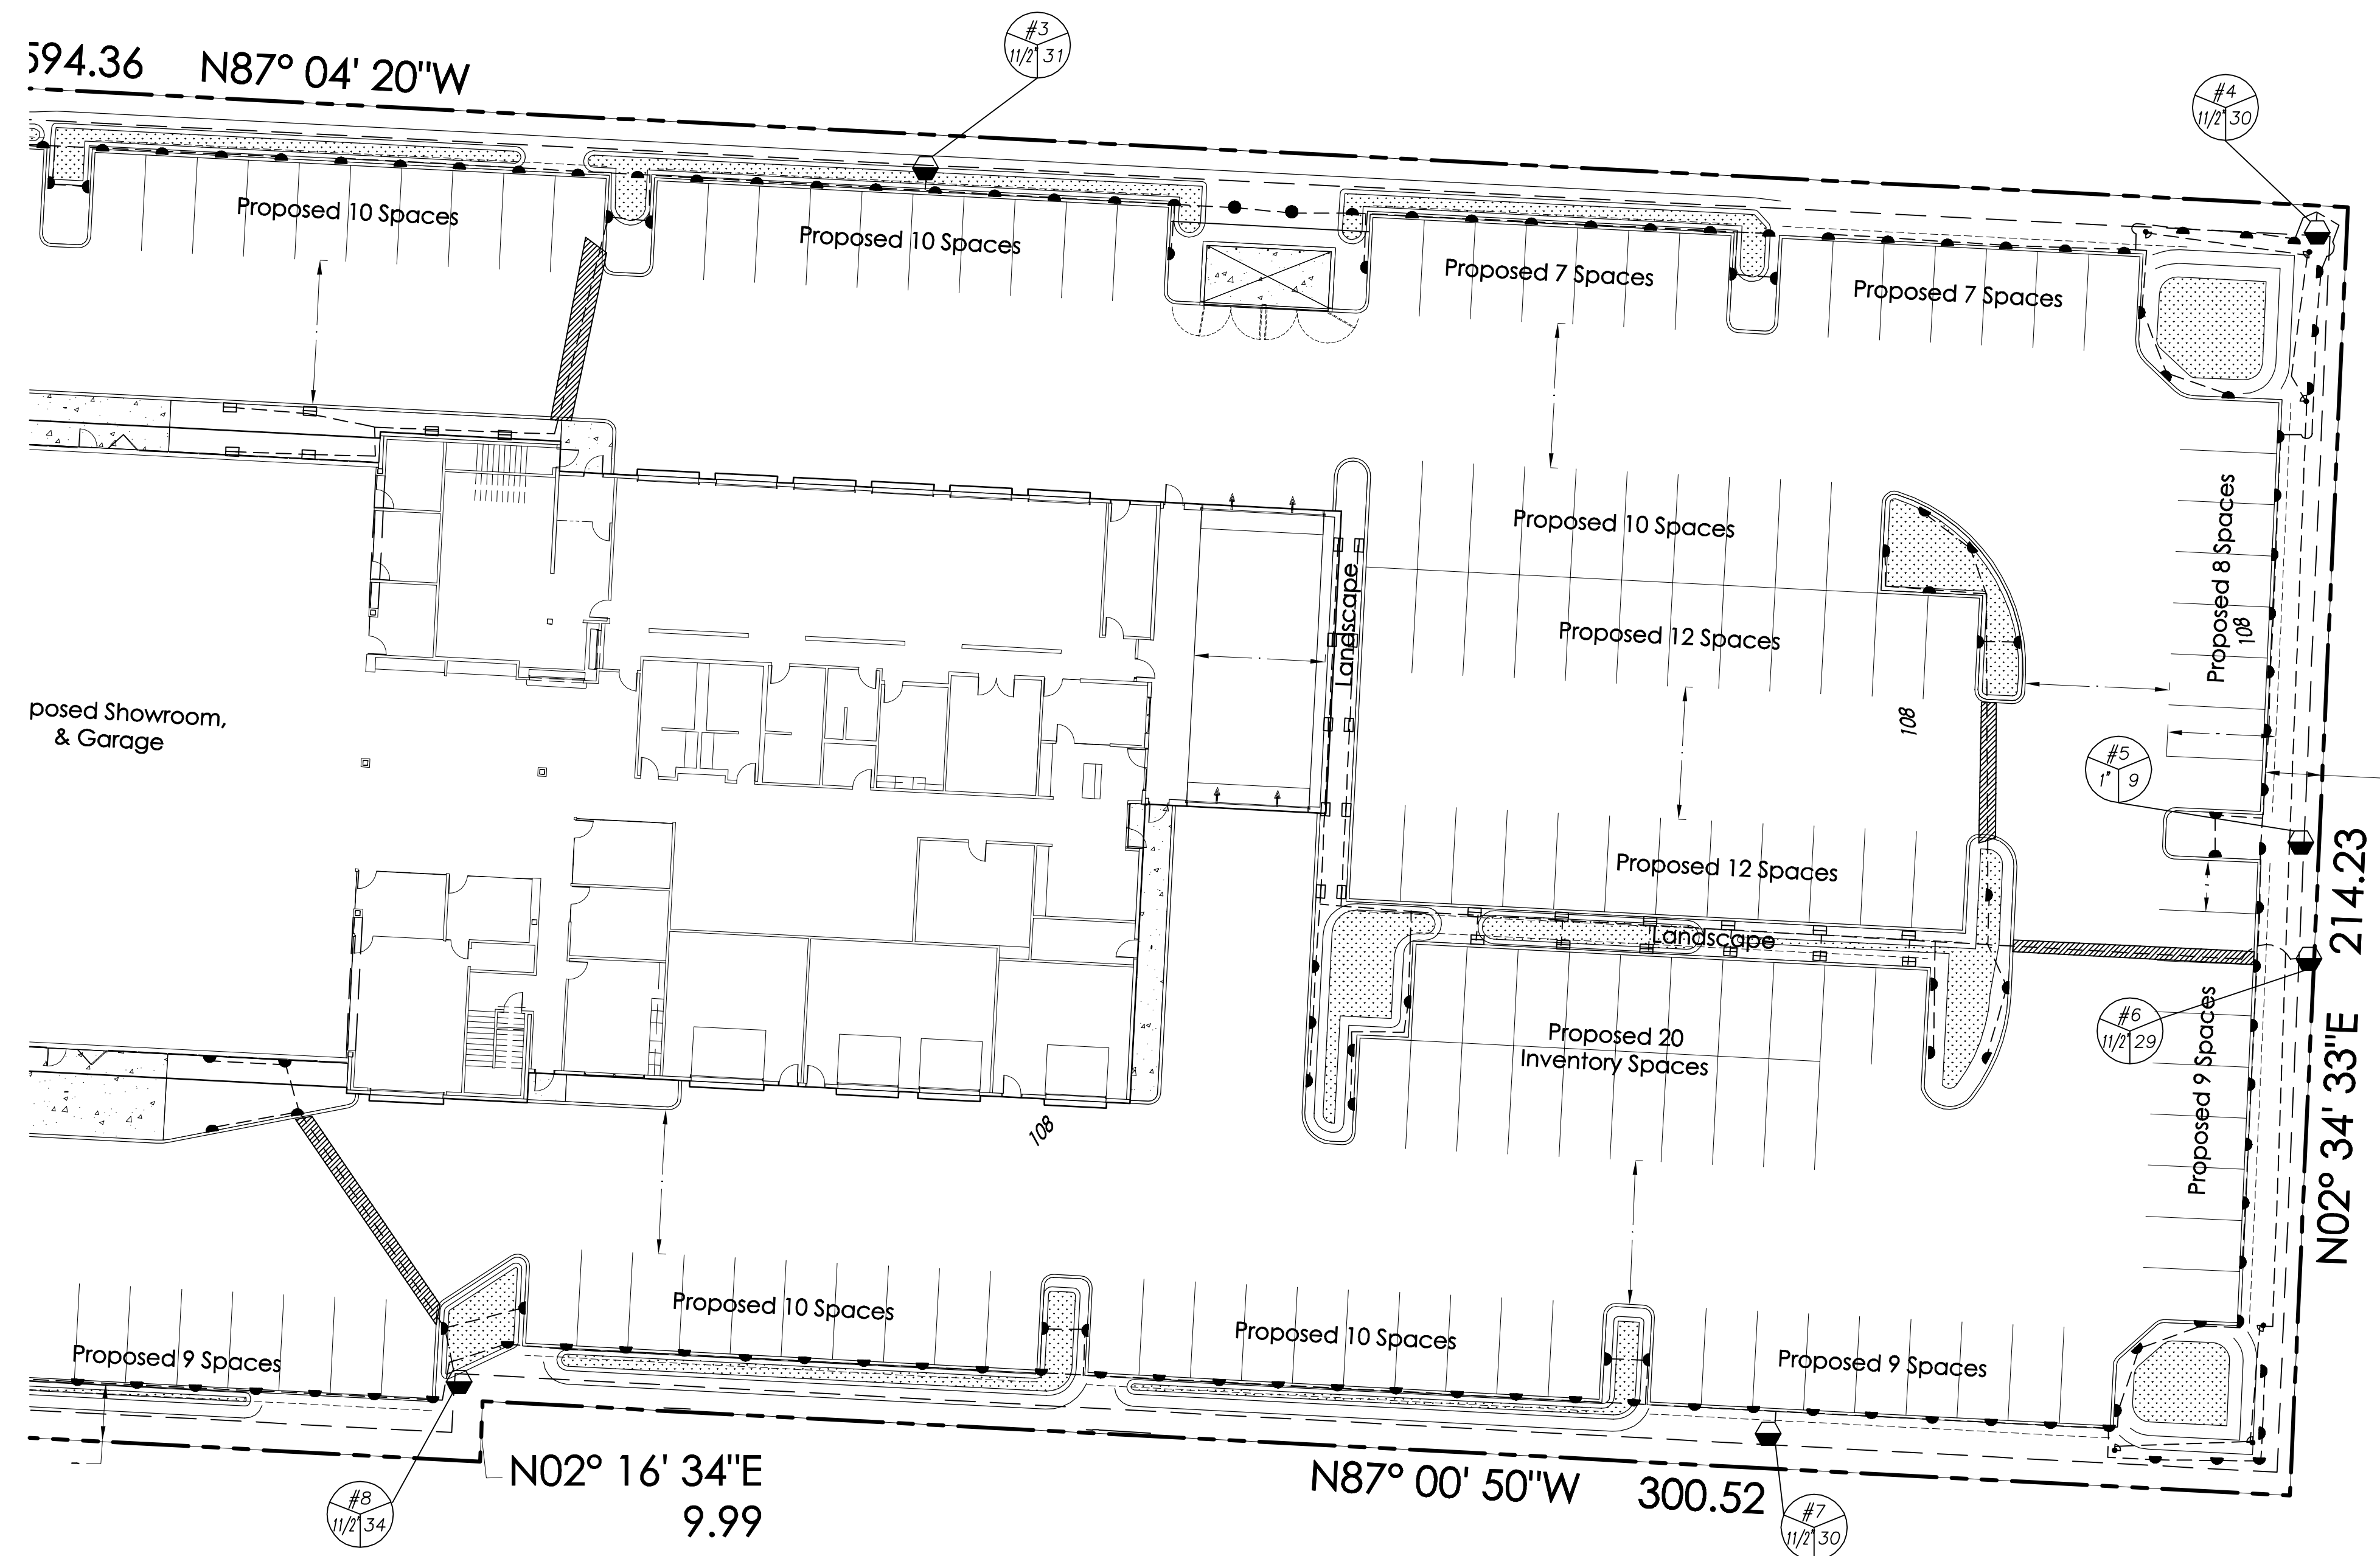 #3
11/2" 31
594.36 N87° 04' 20"W
#4
11/2" 30
Proposed 10 Spaces
Proposed 10 Spaces
Proposed 7 Spaces
Proposed 7 Spaces
Proposed 10 Spaces
Landscape
Proposed 12 Spaces
Proposed 8 Spaces
108
108
posed Showroom,
& Garage
#5
1" 9
Proposed 12 Spaces
Landscape
N02° 34' 33"E 214.23
#6
11/2" 29
Proposed 9 Spaces
Proposed 20
Inventory Spaces
108
Proposed 10 Spaces
Proposed 10 Spaces
Proposed 9 Spaces
Proposed 9 Spaces
N02° 16' 34"E
9.99
N87° 00' 50"W 300.52
#8
11/2" 34
#7
11/2" 30